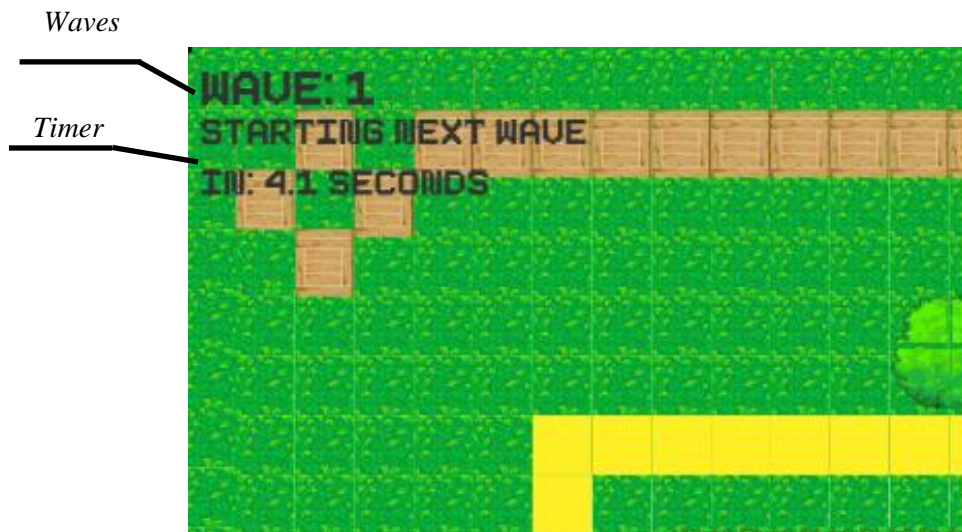 Waves
WAVE: 1
Timer
STARTING NEXT WAVE
IN: 4.1 SECONDS